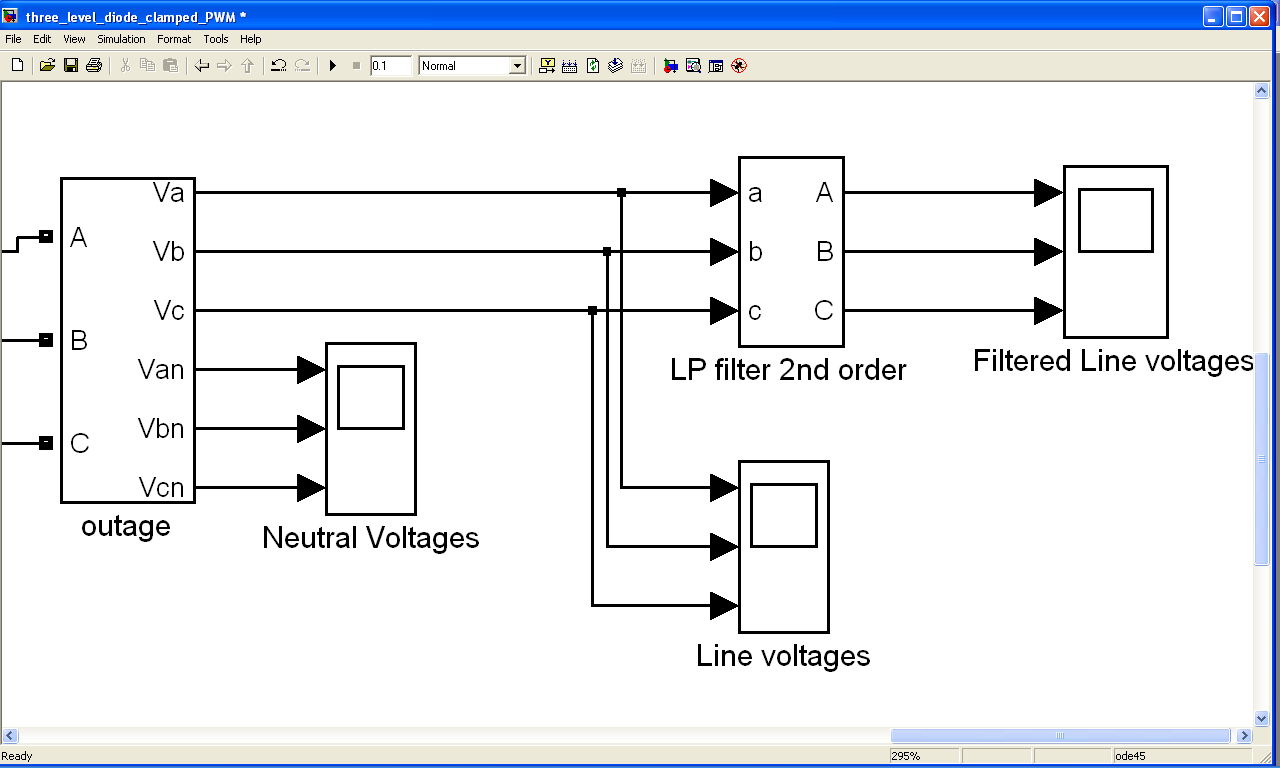 three_level_diode_clamped_PWM *
File Edit View Simulation Format Tools Help
0.1 Normal
Va
Vb
Vc
Van
Vbn
Vcn
A
B
C
outage
Neutral Voltages
a A
b B
c C
LP filter 2nd order
Filtered Line voltages
Line voltages
Ready 295% ode45